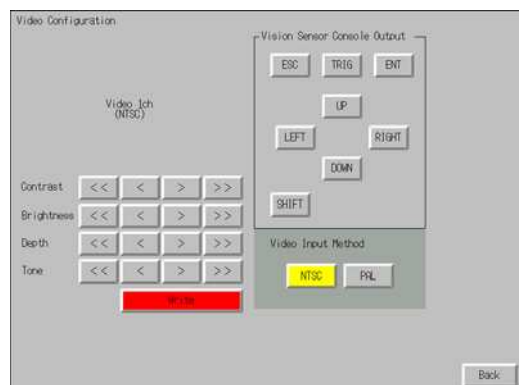 Video Configuration
Vision Sensor Console Output
ESC TRIG ENT
UP
Video 1ch
(NTSC)
LEFT RIGHT
DOWN
SHIFT
Contrast << < > >>
Brightness << < > >>
Depth << < > >>
Tone << < > >>
Write
Video Input Method
NTSC PAL
Back